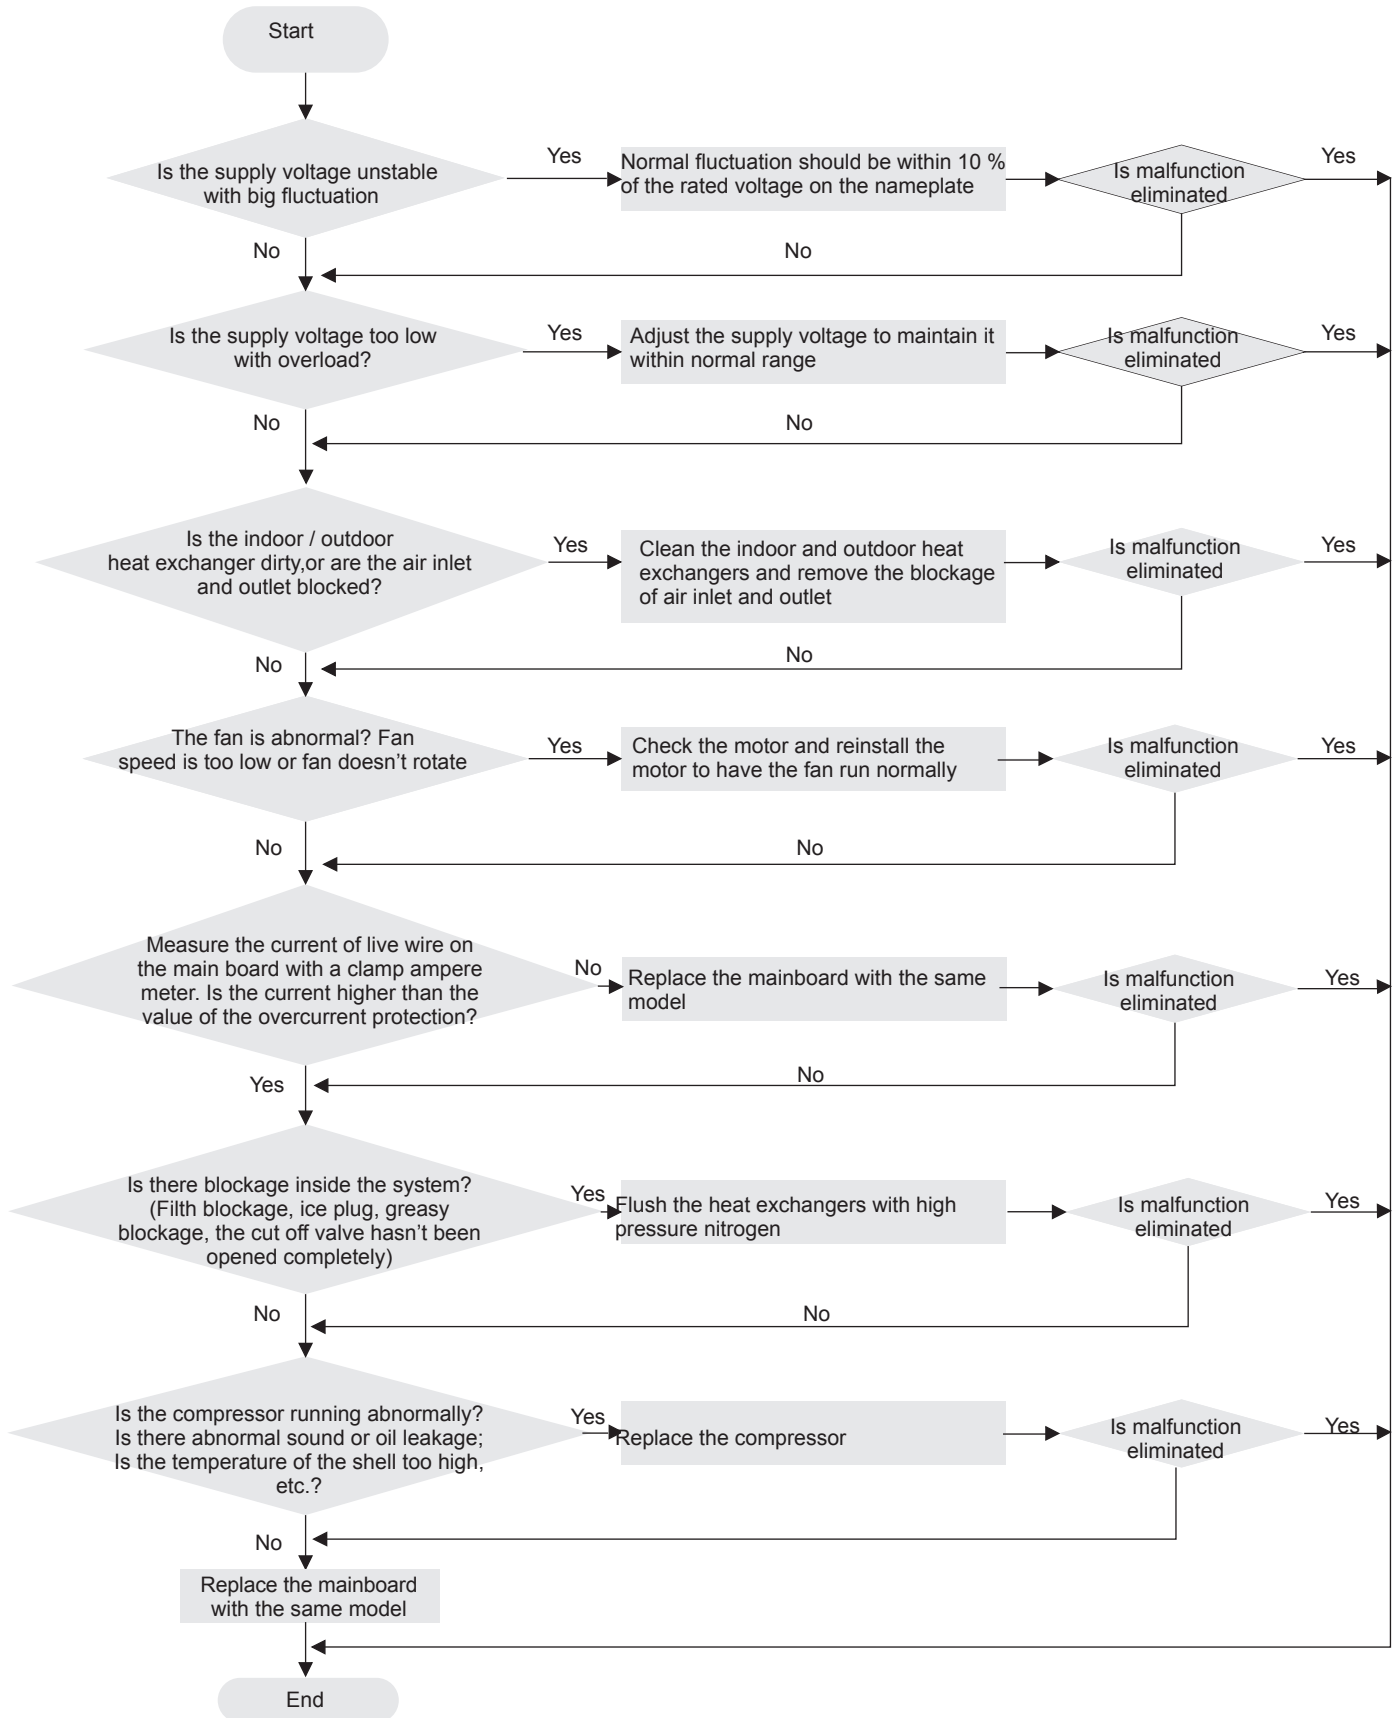 Start
Is the supply voltage unstable
with big fluctuation
Yes
Normal fluctuation should be within 10 %
of the rated voltage on the nameplate
Is malfunction
eliminated
Yes
No
No
Is the supply voltage too low
with overload?
Yes
Adjust the supply voltage to maintain it
within normal range
Is malfunction
eliminated
Yes
No
No
Is the indoor / outdoor
heat exchanger dirty,or are the air inlet
and outlet blocked?
Yes
Clean the indoor and outdoor heat
exchangers and remove the blockage
of air inlet and outlet
Is malfunction
eliminated
Yes
No
No
The fan is abnormal? Fan
speed is too low or fan doesn’t rotate
Yes
Check the motor and reinstall the
motor to have the fan run normally
Is malfunction
eliminated
Yes
No
No
Measure the current of live wire on
the main board with a clamp ampere
meter. Is the current higher than the
value of the overcurrent protection?
No
Replace the mainboard with the same
model
Is malfunction
eliminated
Yes
Yes
No
Is there blockage inside the system?
(Filth blockage, ice plug, greasy
blockage, the cut off valve hasn’t been
opened completely)
Yes
Flush the heat exchangers with high
pressure nitrogen
Is malfunction
eliminated
Yes
No
No
Is the compressor running abnormally?
Is there abnormal sound or oil leakage;
Is the temperature of the shell too high,
etc.?
Yes
Replace the compressor
Is malfunction
eliminated
Yes
No
Replace the mainboard
with the same model
End